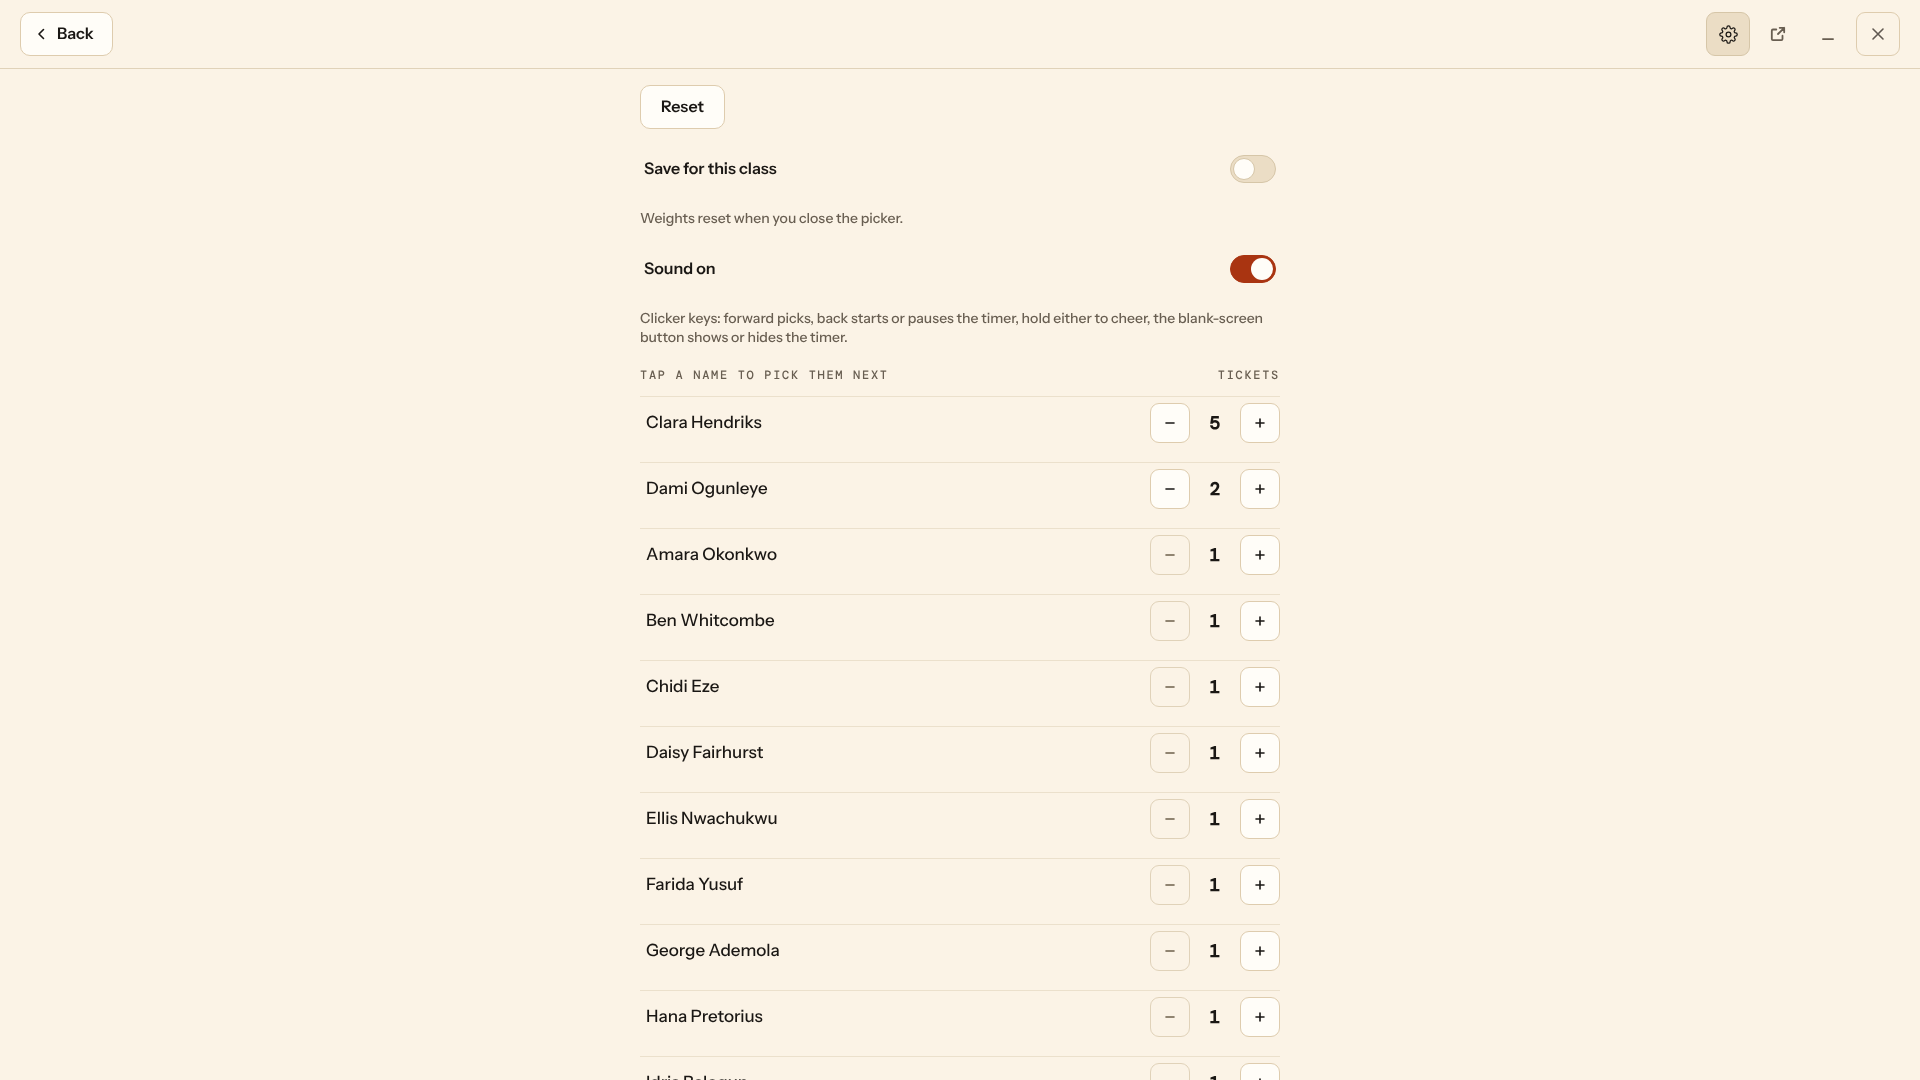 Back
Reset
Save for this class
Weights reset when you close the picker.
Sound on
Clicker keys: forward picks, back starts or pauses the timer, hold either to cheer, the blank-screen
button shows or hides the timer.
TAP A NAME TO PICK THEM NEXT TICKETS
Clara Hendriks − 5 +
Dami Ogunleye − 2 +
Amara Okonkwo − 1 +
Ben Whitcombe − 1 +
Chidi Eze − 1 +
Daisy Fairhurst − 1 +
Ellis Nwachukwu − 1 +
Farida Yusuf − 1 +
George Ademola − 1 +
Hana Pretorius − 1 +